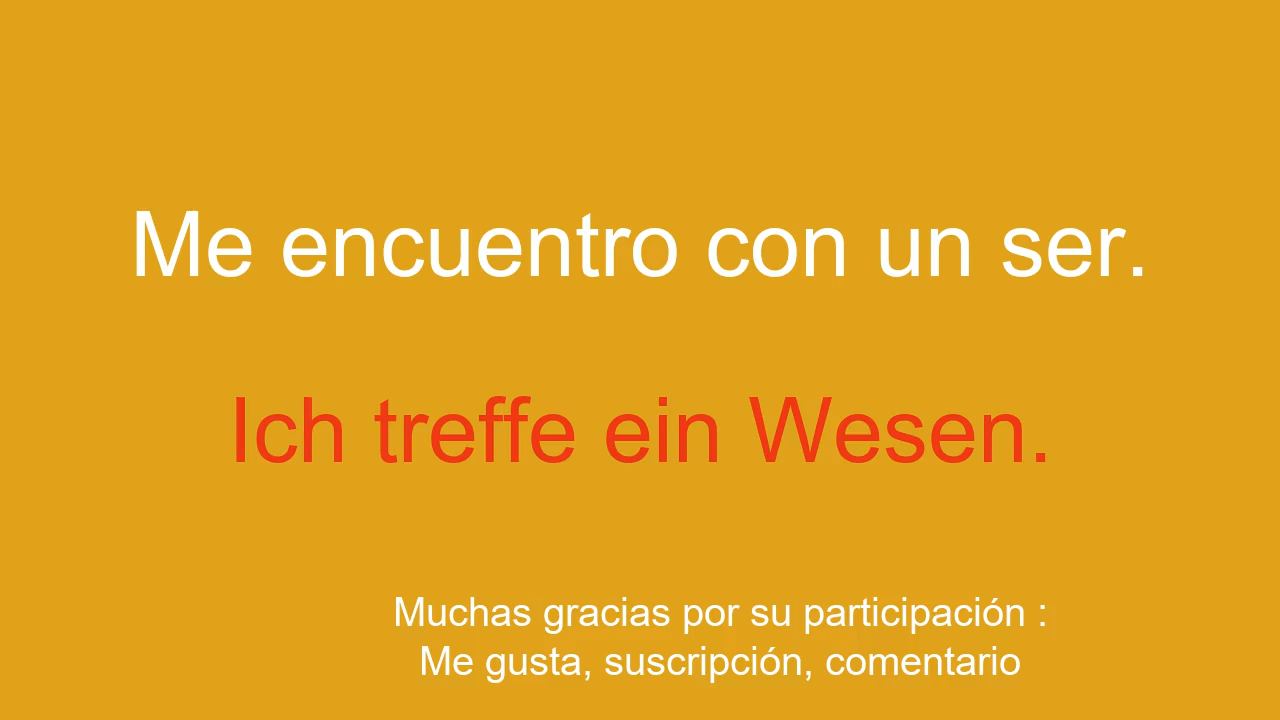 Me encuentro con un ser.
Ich treffe ein Wesen.
Muchas gracias por su participación :
Me gusta, suscripción, comentario